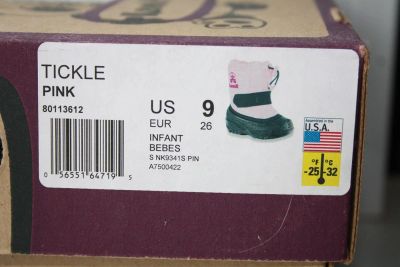 TICKLE
PINK
80113612
0 56551 64719 5
US 9
EUR 26
INFANT
BEBES
S NK9341S PIN
A7500422
Assembled in the
U.S.A.
°F °C
-25 -32